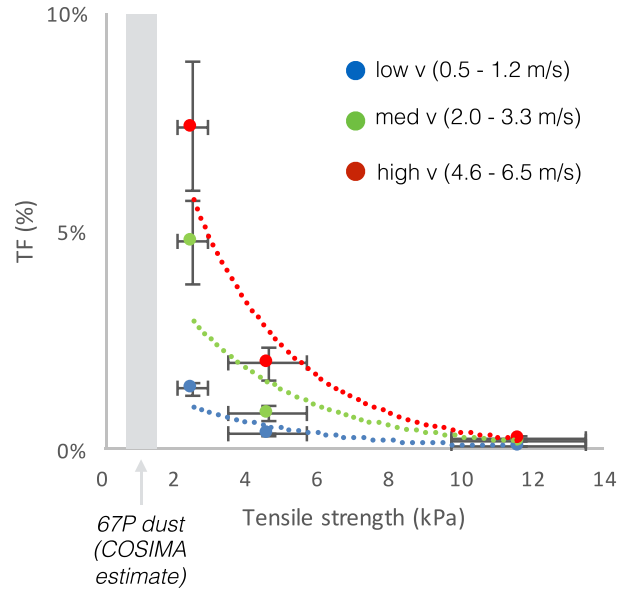 10%
low v (0.5 - 1.2 m/s)
med v (2.0 - 3.3 m/s)
high v (4.6 - 6.5 m/s)
5%
TF (%)
0%
0 2 4 6 8 10 12 14
Tensile strength (kPa)
67P dust
(COSIMA
estimate)